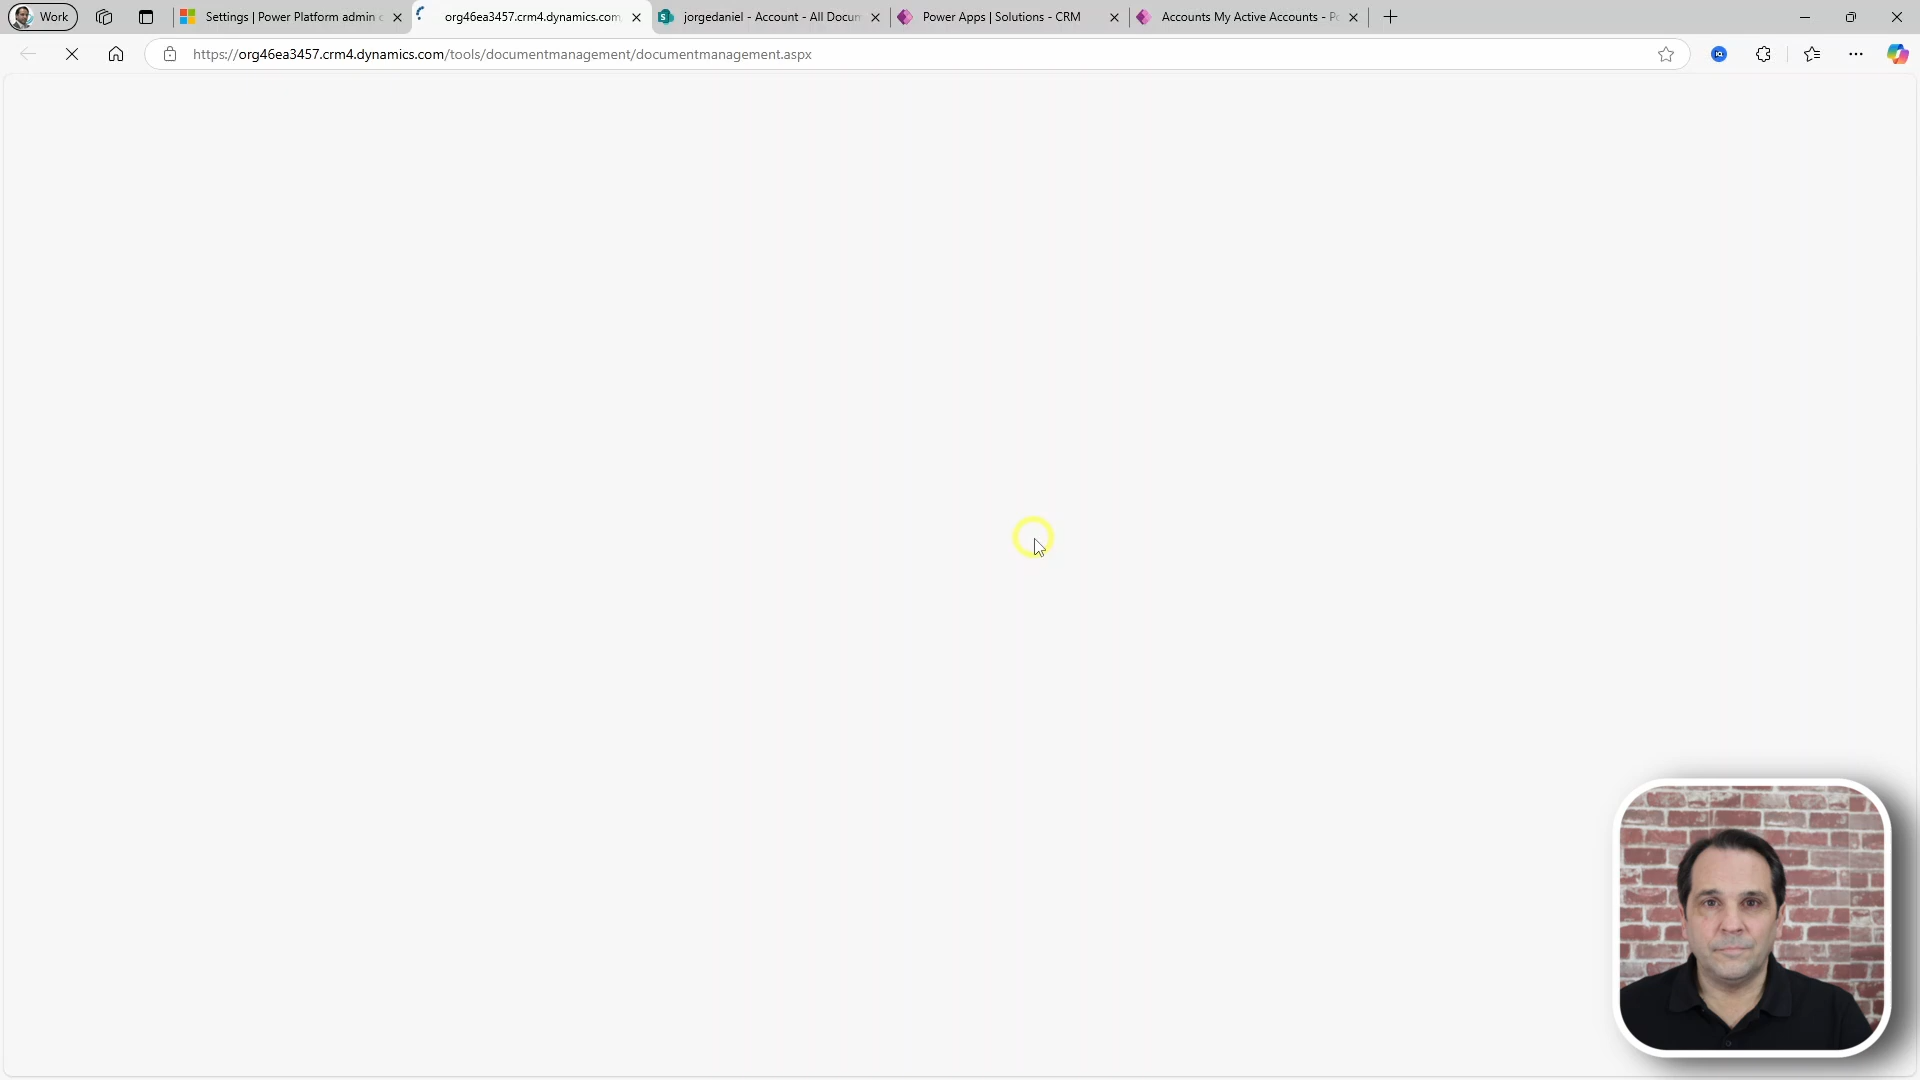 Work
Settings | Power Platform admin c
org46ea3457.crm4.dynamics.com
jorgedaniel - Account - All Docum
Power Apps | Solutions - CRM
Accounts My Active Accounts - Po
https://org46ea3457.crm4.dynamics.com/tools/documentmanagement/documentmanagement.aspx